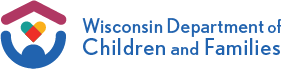 Wisconsin Department of
Children and Families